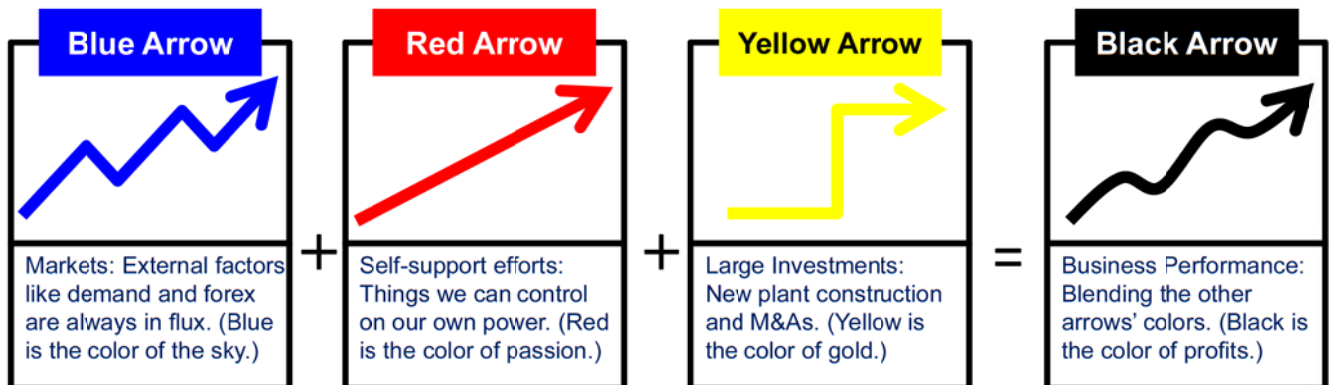 Blue Arrow
Markets: External factors
like demand and forex
are always in flux. (Blue
is the color of the sky.)
+
Red Arrow
Self-support efforts:
Things we can control
on our own power. (Red
is the color of passion.)
+
Yellow Arrow
Large Investments:
New plant construction
and M&As. (Yellow is
the color of gold.)
=
Black Arrow
Business Performance:
Blending the other
arrows' colors. (Black is
the color of profits.)